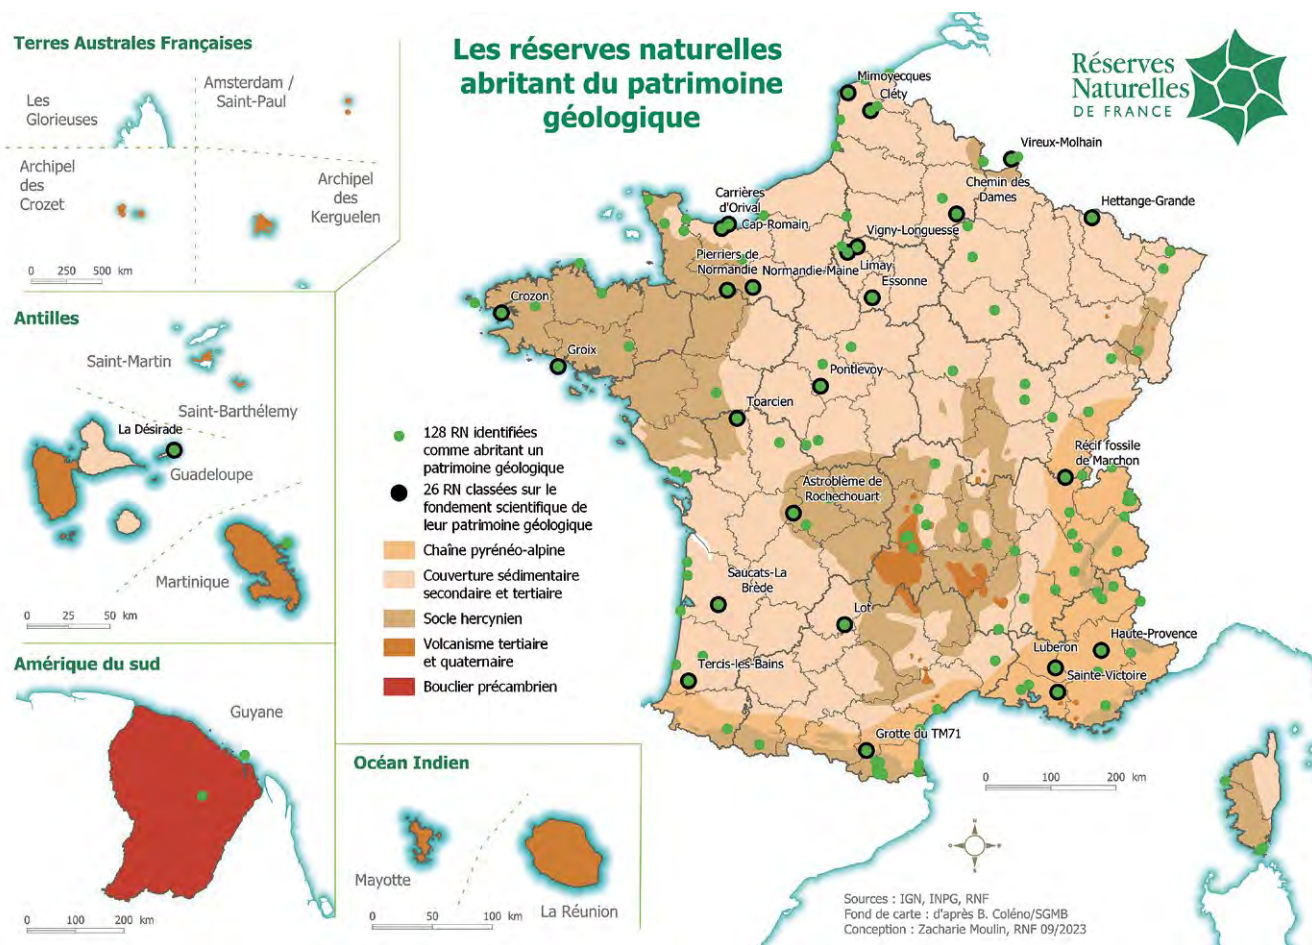 Terres Australes Françaises
Les
Glorieuses
Amsterdam /
Saint-Paul
Archipel
des
Crozet
Archipel
des
Kerguelen
0 250 500 km
Les réserves naturelles
abritant du patrimoine
géologique
Réserves
Naturelles
DE FRANCE
Antilles
Saint-Martin
Saint-Barthélemy
La Désirade
Guadeloupe
Martinique
0 25 50 km
Amérique du sud
Guyane
0 100 200 km
Océan Indien
Mayotte
La Réunion
0 50 100 km
128 RN identifiées
comme abritant un
patrimoine géologique
26 RN classées sur le
fondement scientifique de
leur patrimoine géologique
Chaîne pyrénéo-alpine
Couverture sédimentaire
secondaire et tertiaire
Socle hercynien
Volcanisme tertiaire
et quaternaire
Bouclier précambrien
Mimoyecques
Cléty
Vireux-Molhain
Chemin des
Dames
Hettange-Grande
Carrières
d'Orival
Cap-Romain
Vigny-Longuesse
Pierriers de
Normandie
Normandie-Maine
Limay
Essonne
Crozon
Groix
Pontlevoy
Toarcien
Récif fossile
de Marchon
Astroblème de
Rochechouart
Saucats-La
Brède
Lot
Haute-Provence
Luberon
Sainte-Victoire
Tercis-les-Bains
Grotte du TM71
0 100 200 km
Sources : IGN, INPG, RNF
Fond de carte : d'après B. Coléno/SGMB
Conception : Zacharie Moulin, RNF 09/2023